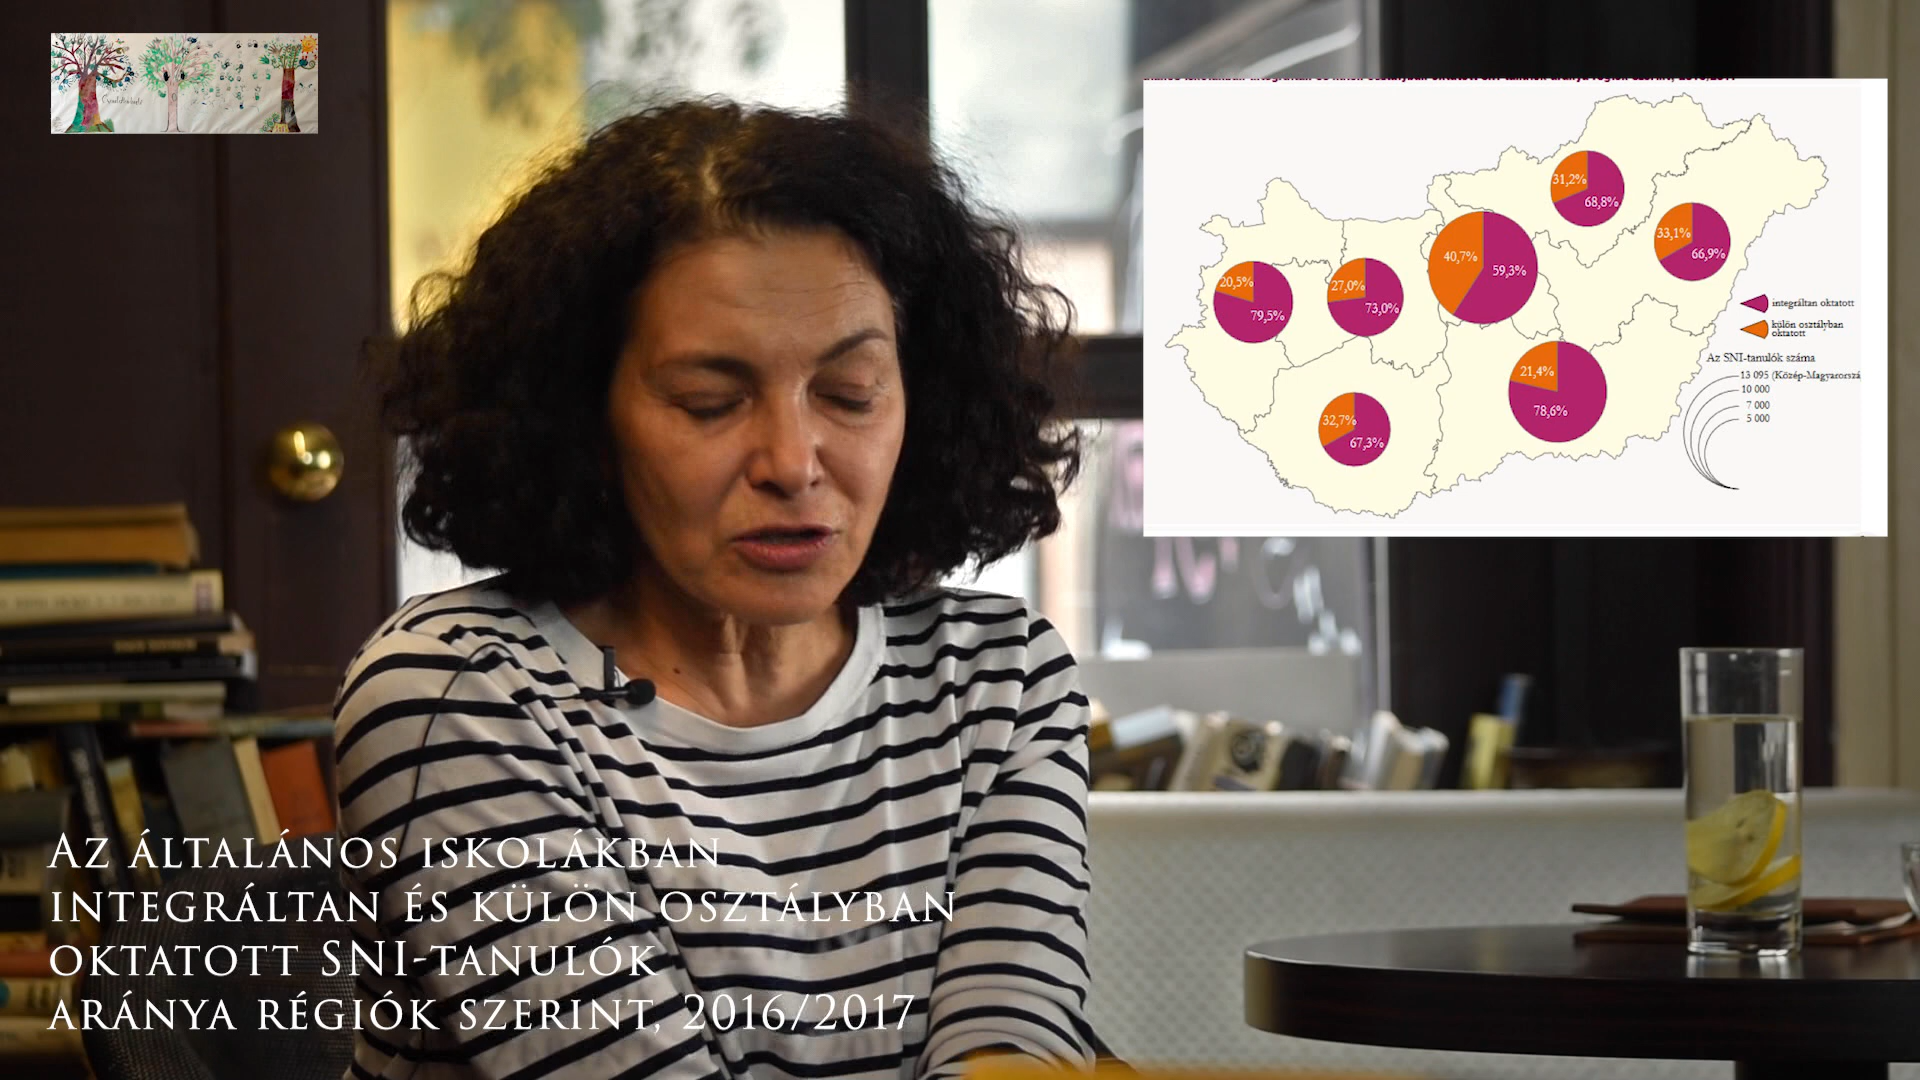 31,2%
68,8%
33,1%
66,9%
40,7%
59,3%
20,5%
79,5%
27,0%
73,0%
21,4%
78,6%
32,7%
67,3%
integráltan oktatott
külön osztályban
oktatott
Az SNI-tanulók száma
13 095 (Közép-Magyarorszá
10 000
7 000
5 000
Az általános iskolákban
integráltan és külön osztályban
oktatott SNI-tanulók
aránya régiók szerint, 2016/2017